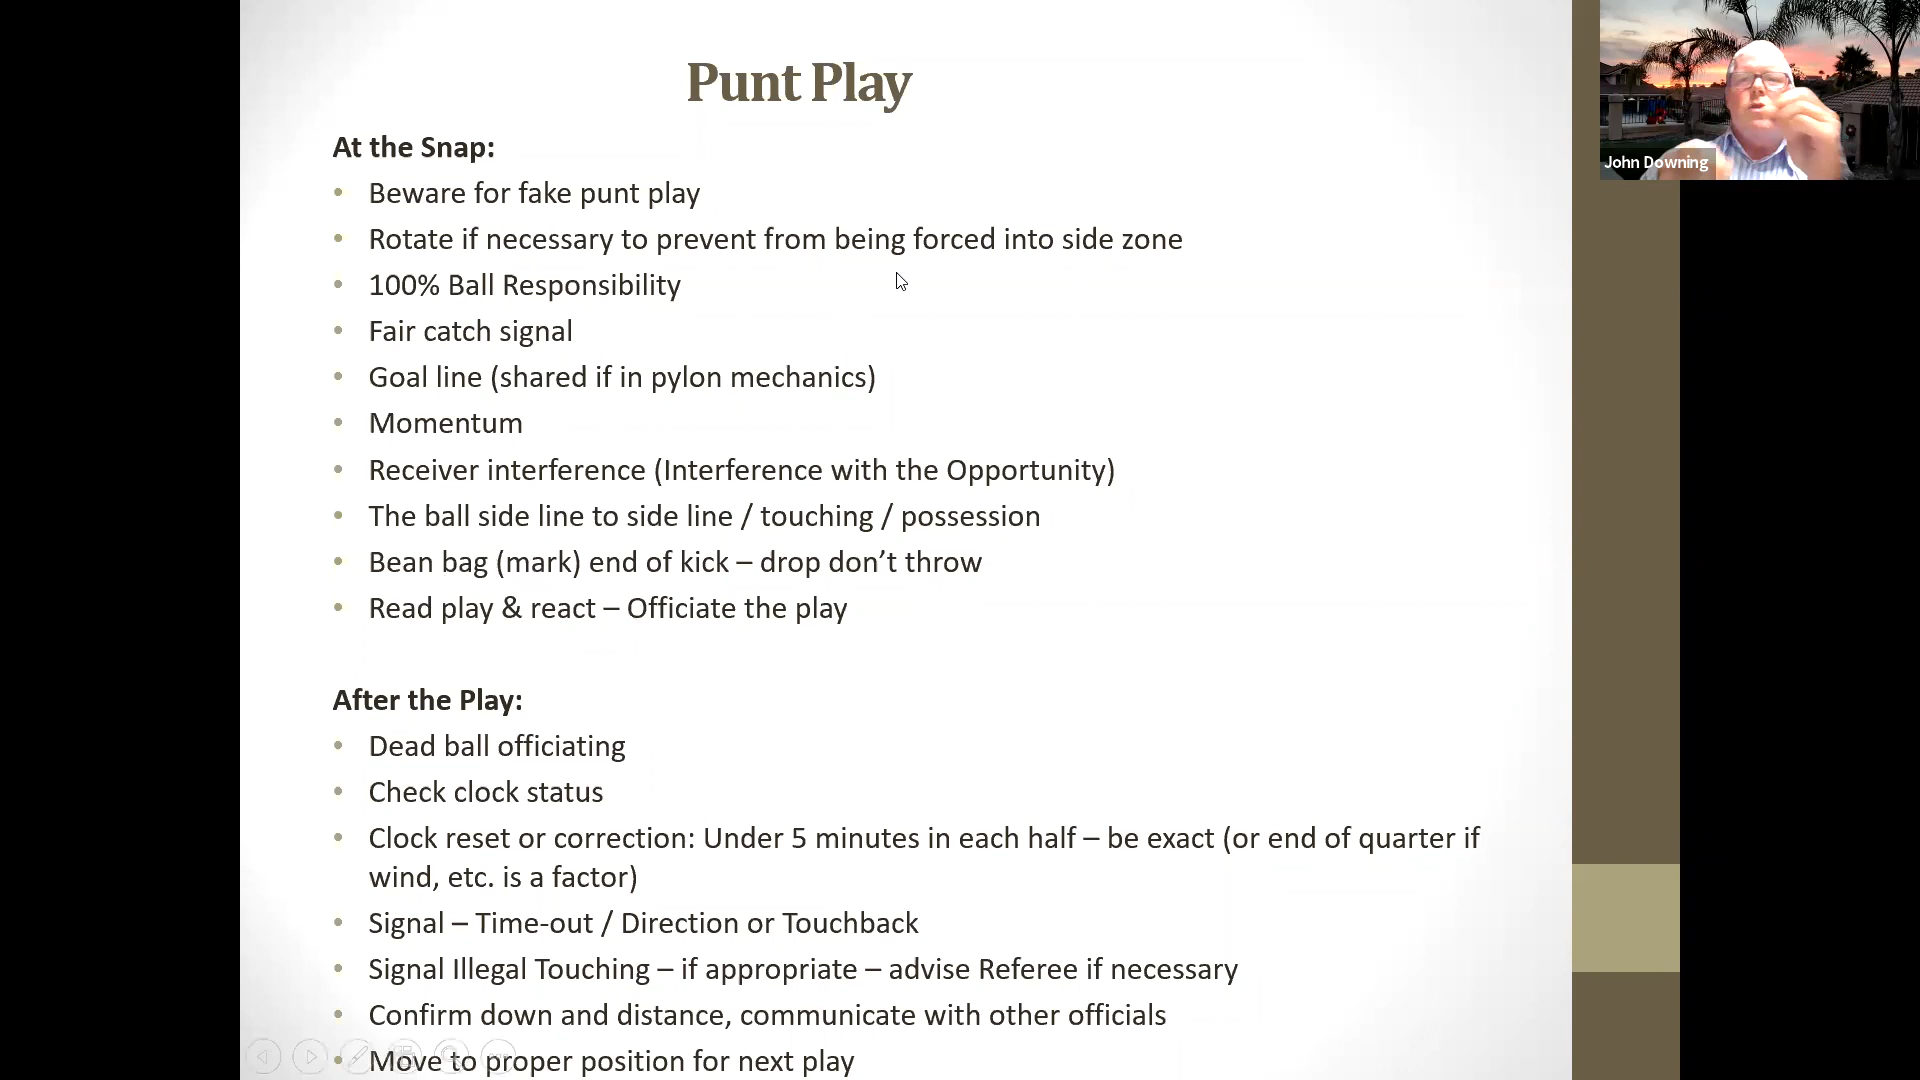 Punt Play
John Downing
At the Snap:
• Beware for fake punt play
• Rotate if necessary to prevent from being forced into side zone
• 100% Ball Responsibility
• Fair catch signal
• Goal line (shared if in pylon mechanics)
• Momentum
• Receiver interference (Interference with the Opportunity)
• The ball side line to side line / touching / possession
• Bean bag (mark) end of kick – drop don’t throw
• Read play & react – Officiate the play
After the Play:
• Dead ball officiating
• Check clock status
• Clock reset or correction: Under 5 minutes in each half – be exact (or end of quarter if
wind, etc. is a factor)
• Signal – Time-out / Direction or Touchback
• Signal Illegal Touching – if appropriate – advise Referee if necessary
• Confirm down and distance, communicate with other officials
• Move to proper position for next play